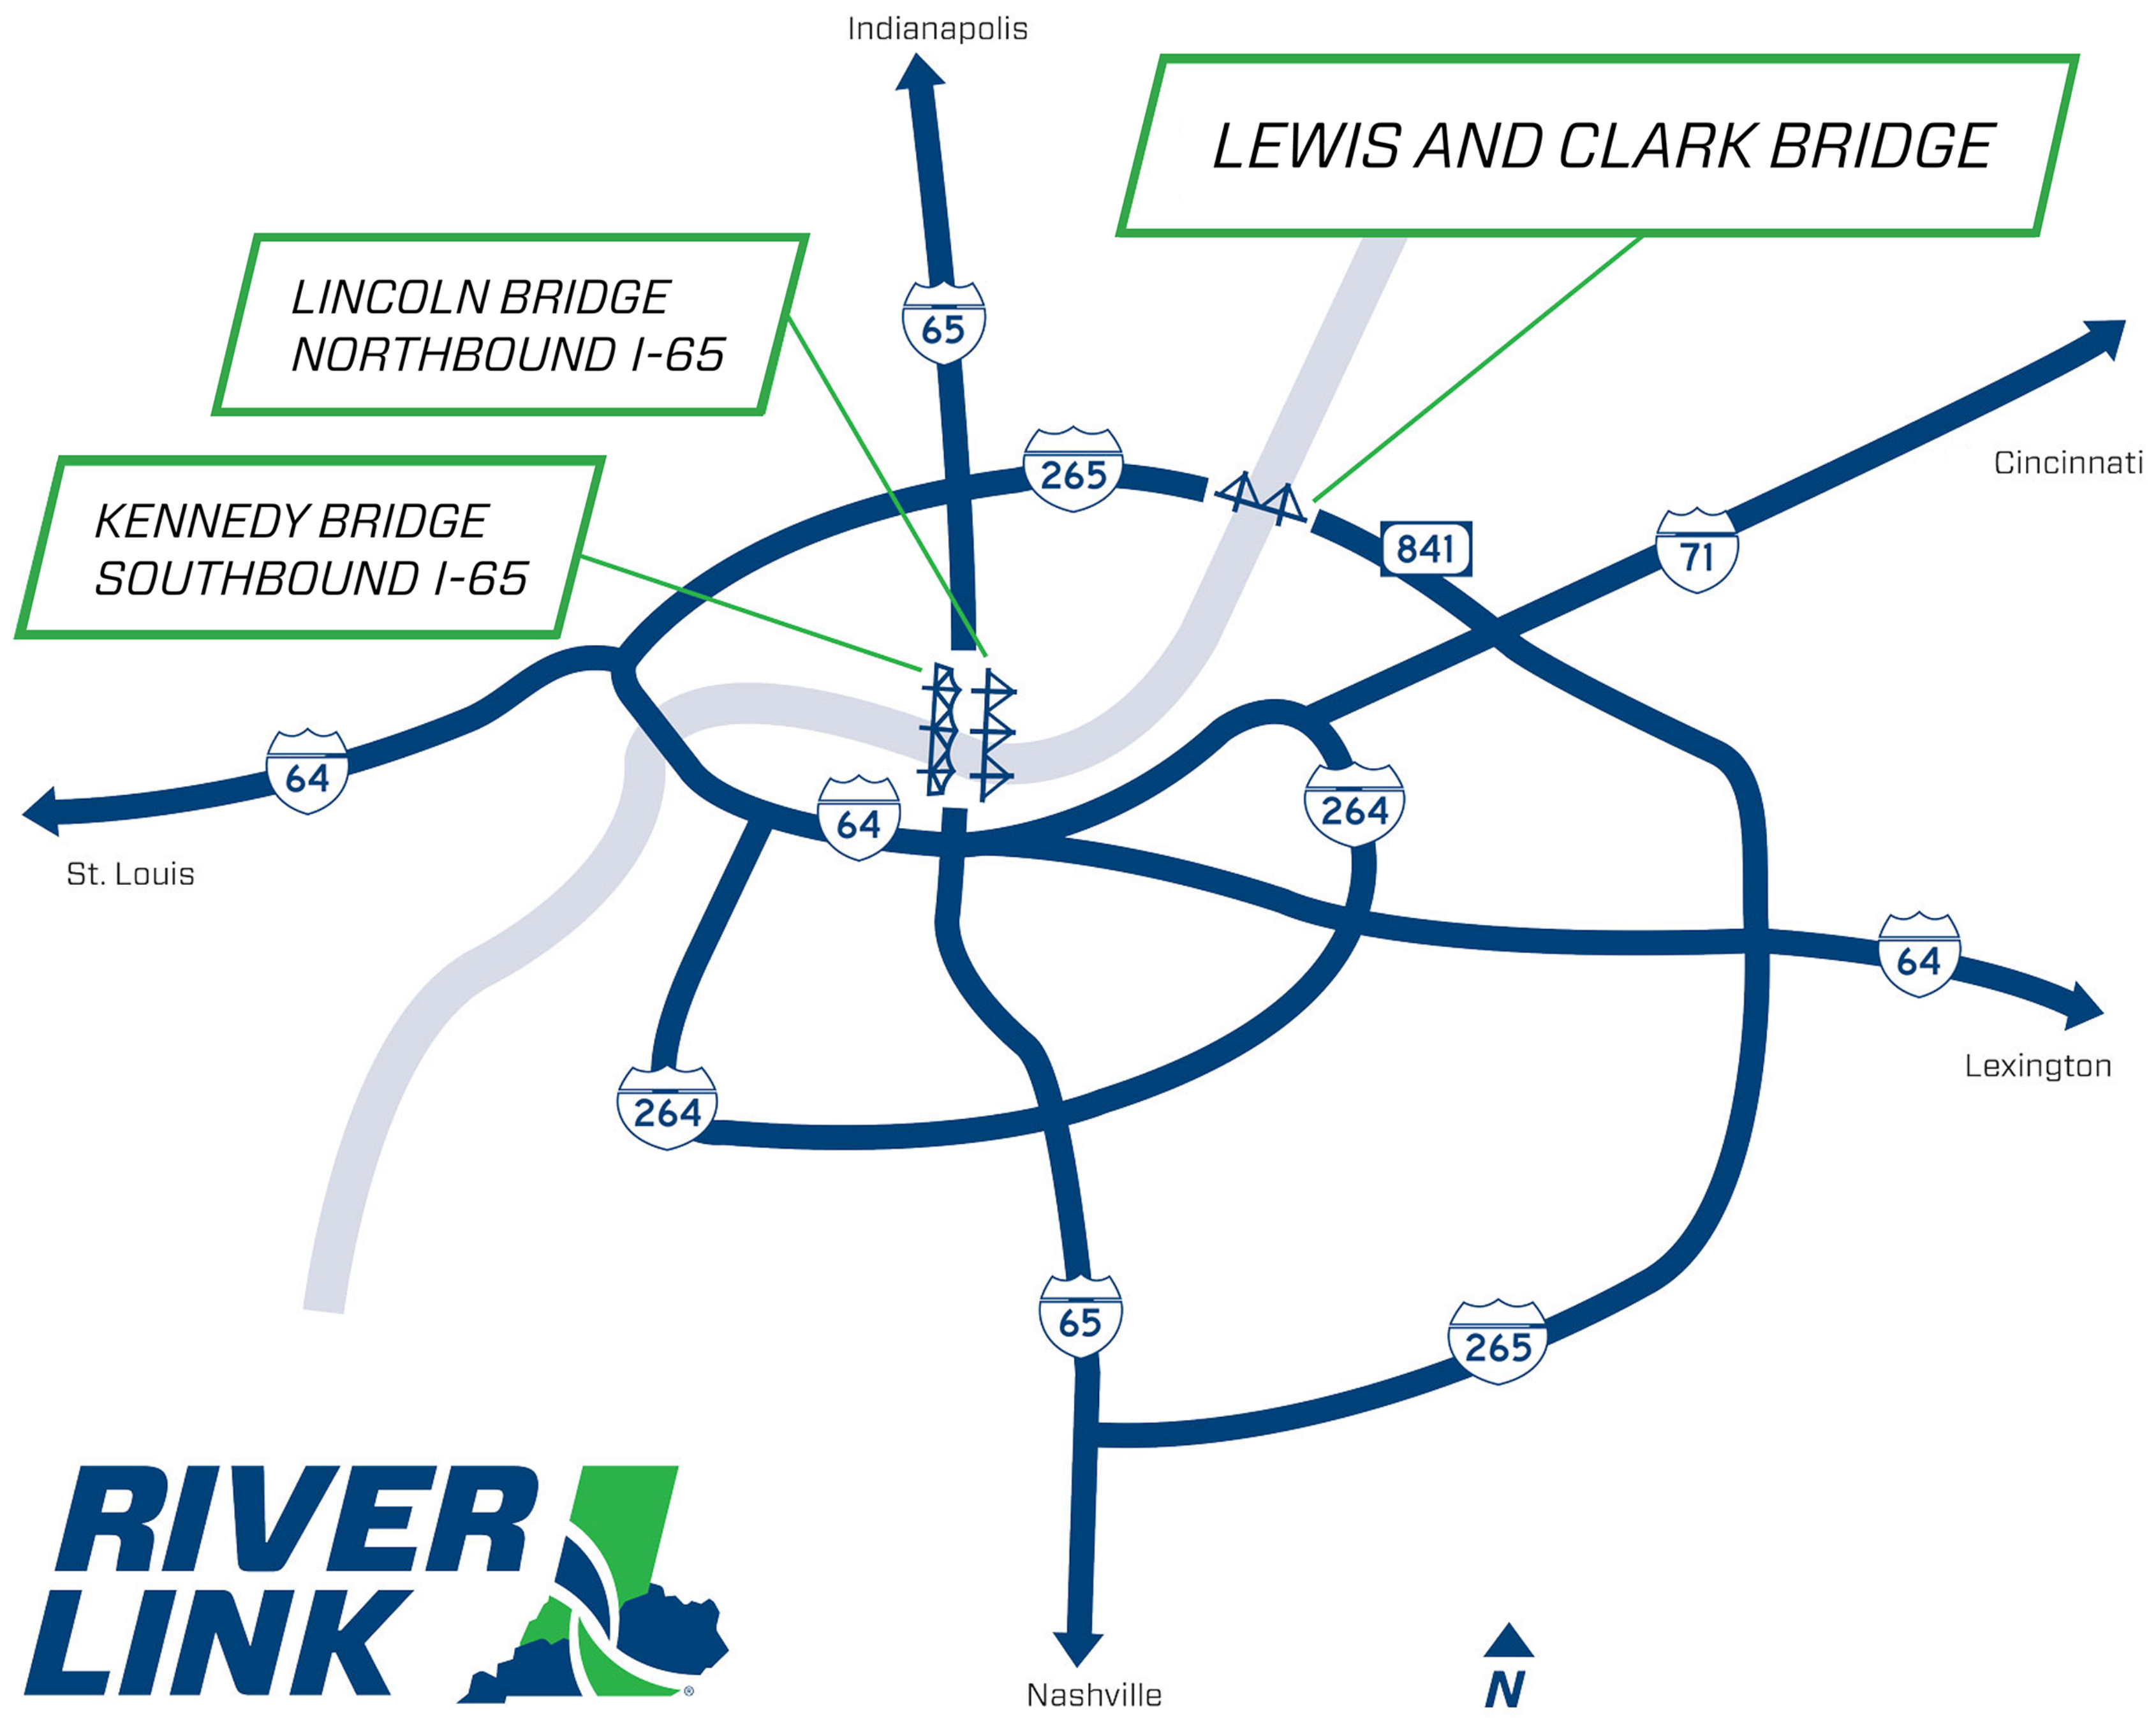 Indianapolis
LEWIS AND CLARK BRIDGE
LINCOLN BRIDGE
NORTHBOUND I-65
65
KENNEDY BRIDGE
SOUTHBOUND I-65
265
Cincinnati
841
71
64
264
64
St. Louis
64
Lexington
264
65
265
RIVER
LINK
®
Nashville
N